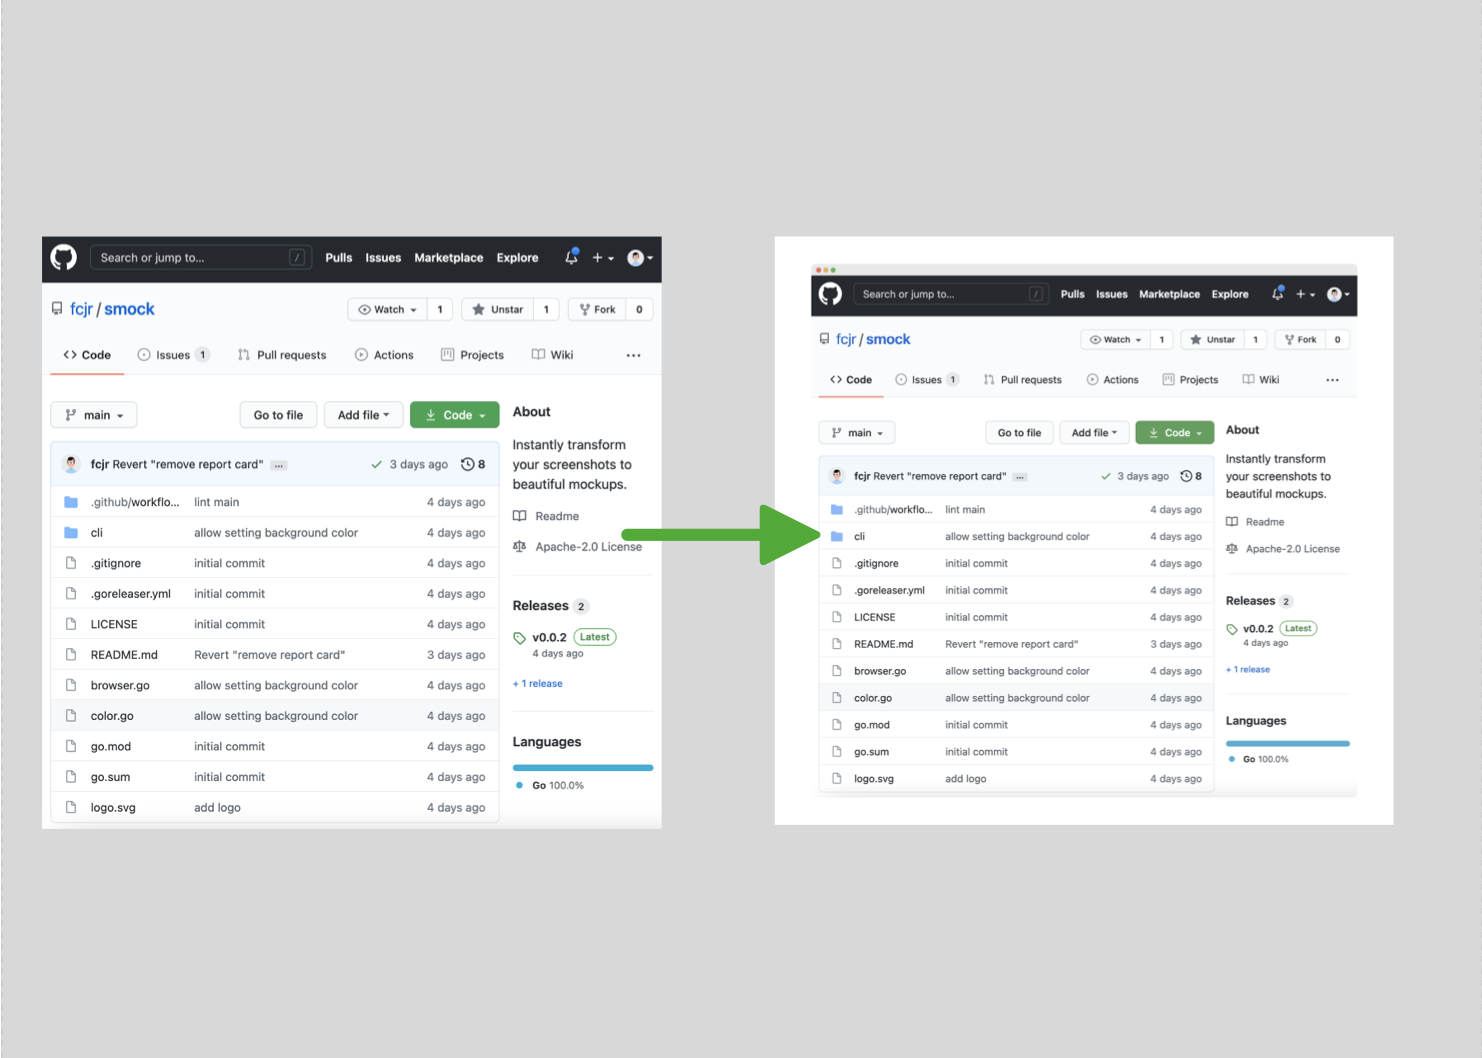 Search or jump to... / Pulls Issues Marketplace Explore
fcjr / smock Watch 1 Unstar 1 Fork 0
Code Issues 1 Pull requests Actions Projects Wiki ...
main Go to file Add file Code
fcjr Revert "remove report card" ... 3 days ago 8
.github/workflo... lint main 4 days ago
cli allow setting background color 4 days ago
.gitignore initial commit 4 days ago
.goreleaser.yml initial commit 4 days ago
LICENSE initial commit 4 days ago
README.md Revert "remove report card" 3 days ago
browser.go allow setting background color 4 days ago
color.go allow setting background color 4 days ago
go.mod initial commit 4 days ago
go.sum initial commit 4 days ago
logo.svg add logo 4 days ago
About
Instantly transform
your screenshots to
beautiful mockups.
Readme
Apache-2.0 License
Releases 2
v0.0.2 Latest
4 days ago
+ 1 release
Languages
Go 100.0%
Search or jump to... / Pulls Issues Marketplace Explore
fcjr / smock Watch 1 Unstar 1 Fork 0
Code Issues 1 Pull requests Actions Projects Wiki ...
main Go to file Add file Code
fcjr Revert "remove report card" ... 3 days ago 8
.github/workflo... lint main 4 days ago
cli allow setting background color 4 days ago
.gitignore initial commit 4 days ago
.goreleaser.yml initial commit 4 days ago
LICENSE initial commit 4 days ago
README.md Revert "remove report card" 3 days ago
browser.go allow setting background color 4 days ago
color.go allow setting background color 4 days ago
go.mod initial commit 4 days ago
go.sum initial commit 4 days ago
logo.svg add logo 4 days ago
About
Instantly transform
your screenshots to
beautiful mockups.
Readme
Apache-2.0 License
Releases 2
v0.0.2 Latest
4 days ago
+ 1 release
Languages
Go 100.0%